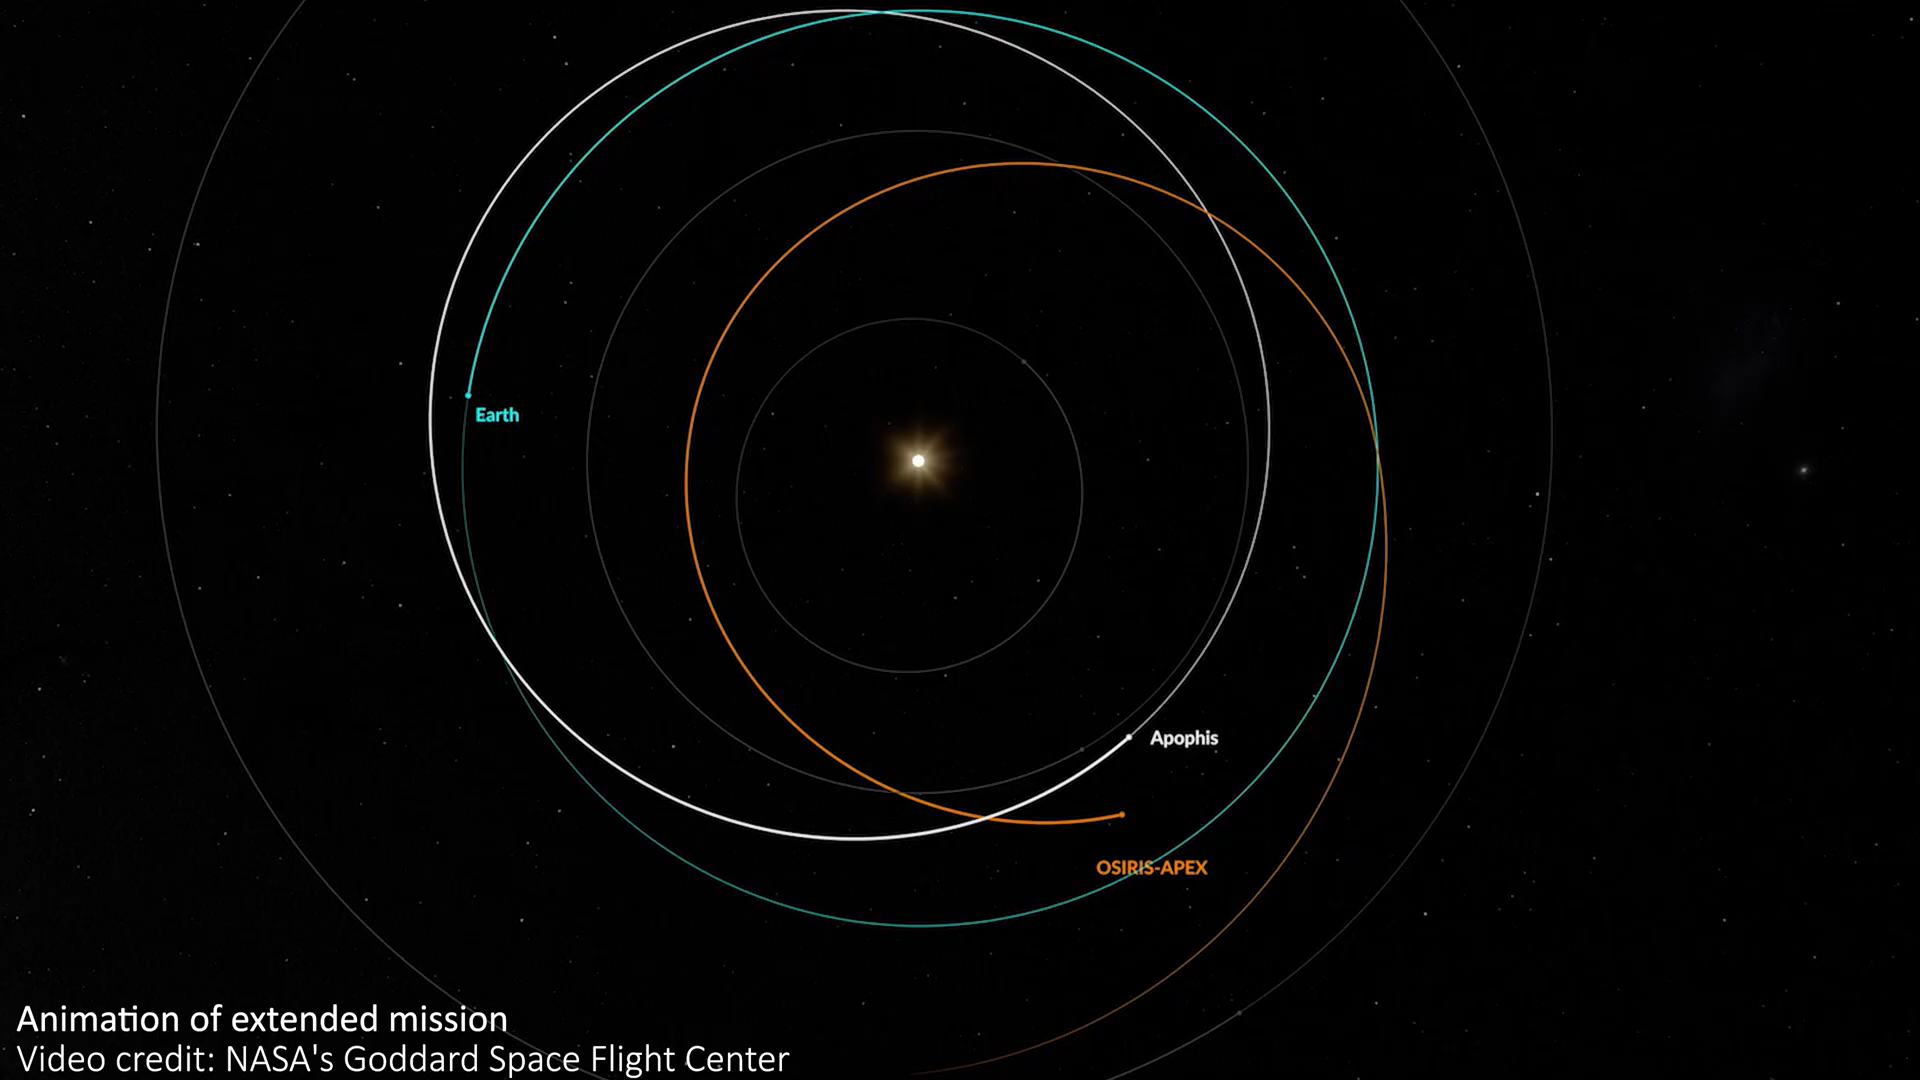 Earth
Apophis
OSIRIS-APEX
Animation of extended mission
Video credit: NASA's Goddard Space Flight Center